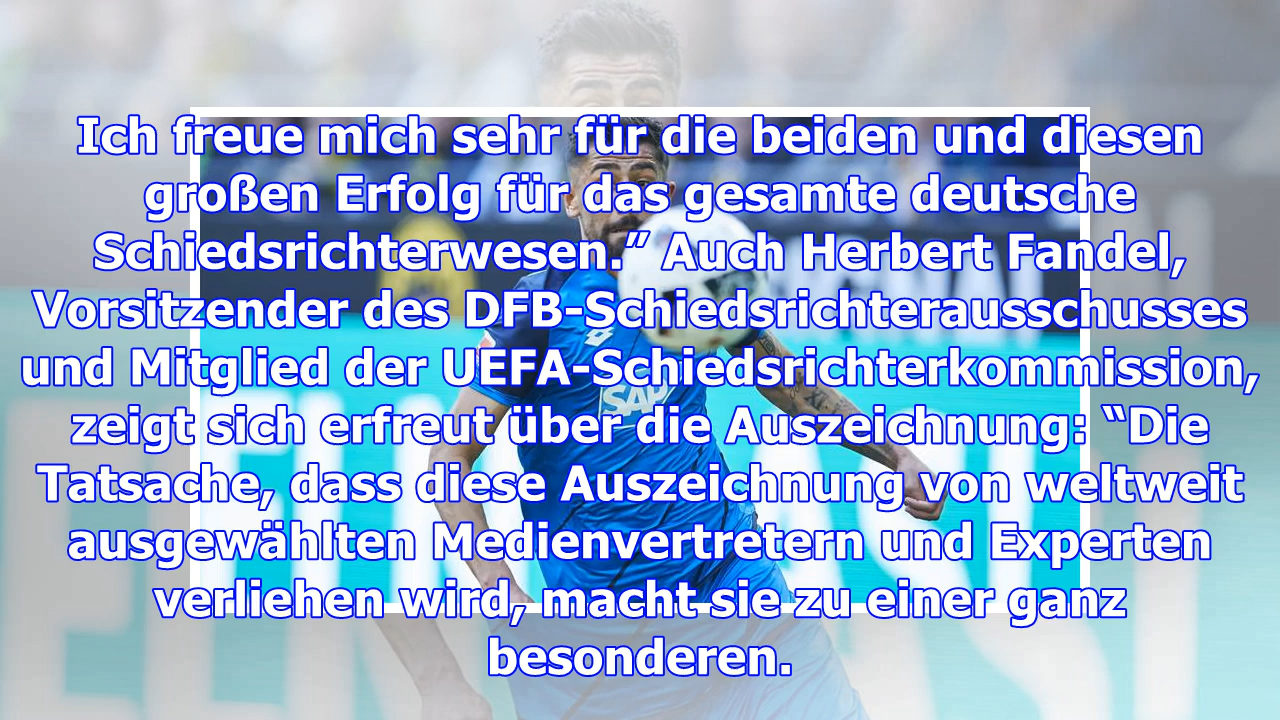 Ich freue mich sehr für die beiden und diesen
großen Erfolg für das gesamte deutsche
Schiedsrichterwesen.” Auch Herbert Fandel,
Vorsitzender des DFB-Schiedsrichterausschusses
und Mitglied der UEFA-Schiedsrichterkommission,
zeigt sich erfreut über die Auszeichnung: “Die
Tatsache, dass diese Auszeichnung von weltweit
ausgewählten Medienvertretern und Experten
verliehen wird, macht sie zu einer ganz
besonderen.
SAP
XI